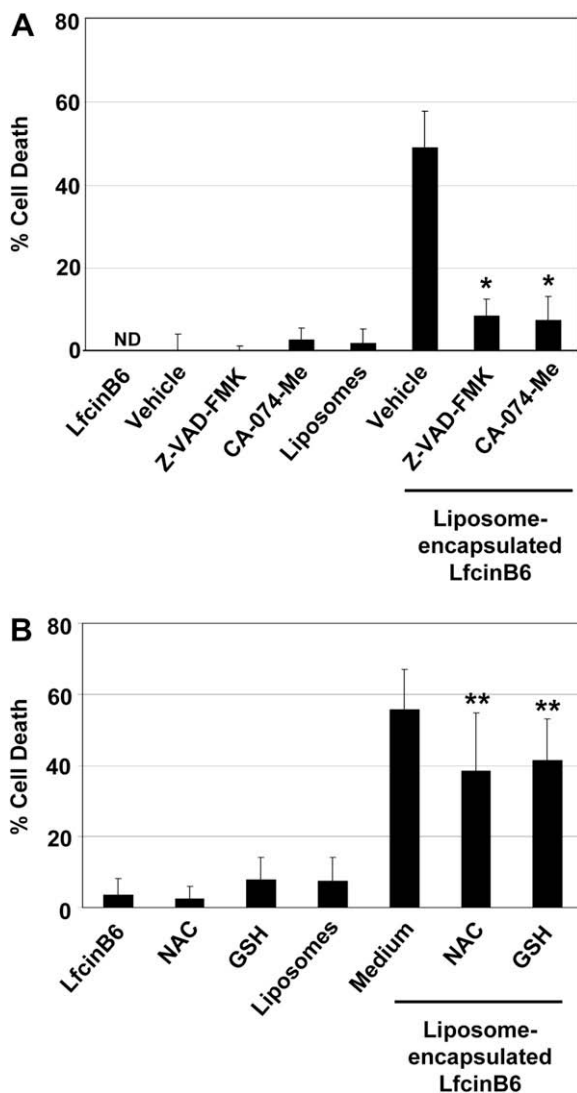 A
80
60
40
20
0
% Cell Death
ND
*
*
LfcinB6
Vehicle
Z-VAD-FMK
CA-074-Me
Liposomes
Vehicle
Z-VAD-FMK
CA-074-Me
Liposome-
encapsulated
LfcinB6
B
80
60
40
20
0
% Cell Death
**
**
LfcinB6
NAC
GSH
Liposomes
Medium
NAC
GSH
Liposome-
encapsulated
LfcinB6